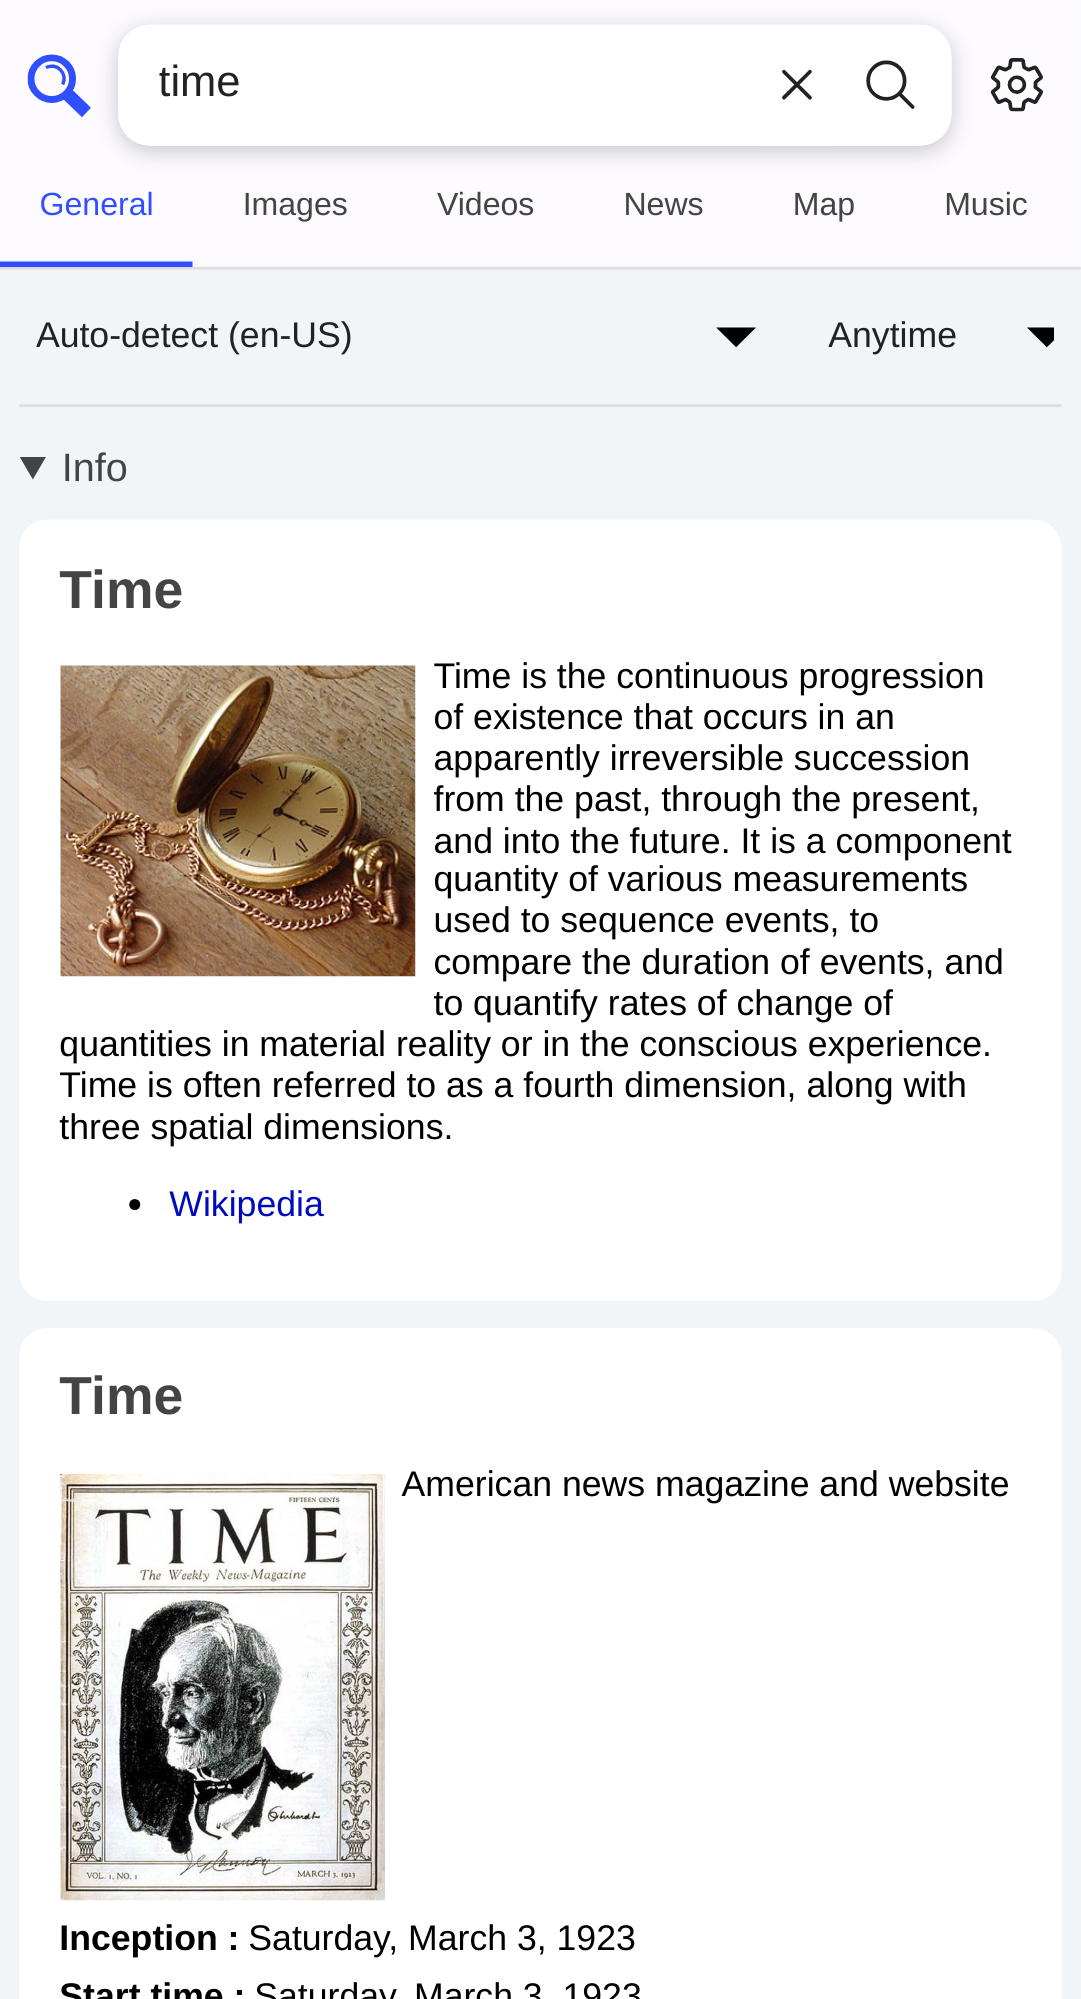 time
General Images Videos News Map Music
Auto-detect (en-US) Anytime
Info
Time
Time is the continuous progression
of existence that occurs in an
apparently irreversible succession
from the past, through the present,
and into the future. It is a component
quantity of various measurements
used to sequence events, to
compare the duration of events, and
to quantify rates of change of
quantities in material reality or in the conscious experience.
Time is often referred to as a fourth dimension, along with
three spatial dimensions.
Wikipedia
Time
American news magazine and website
FIFTEEN CENTS
TIME
The Weekly News-Magazine
VOL. 1, NO. 1 MARCH 3, 1923
Inception : Saturday, March 3, 1923
Start time : Saturday, March 3, 1923